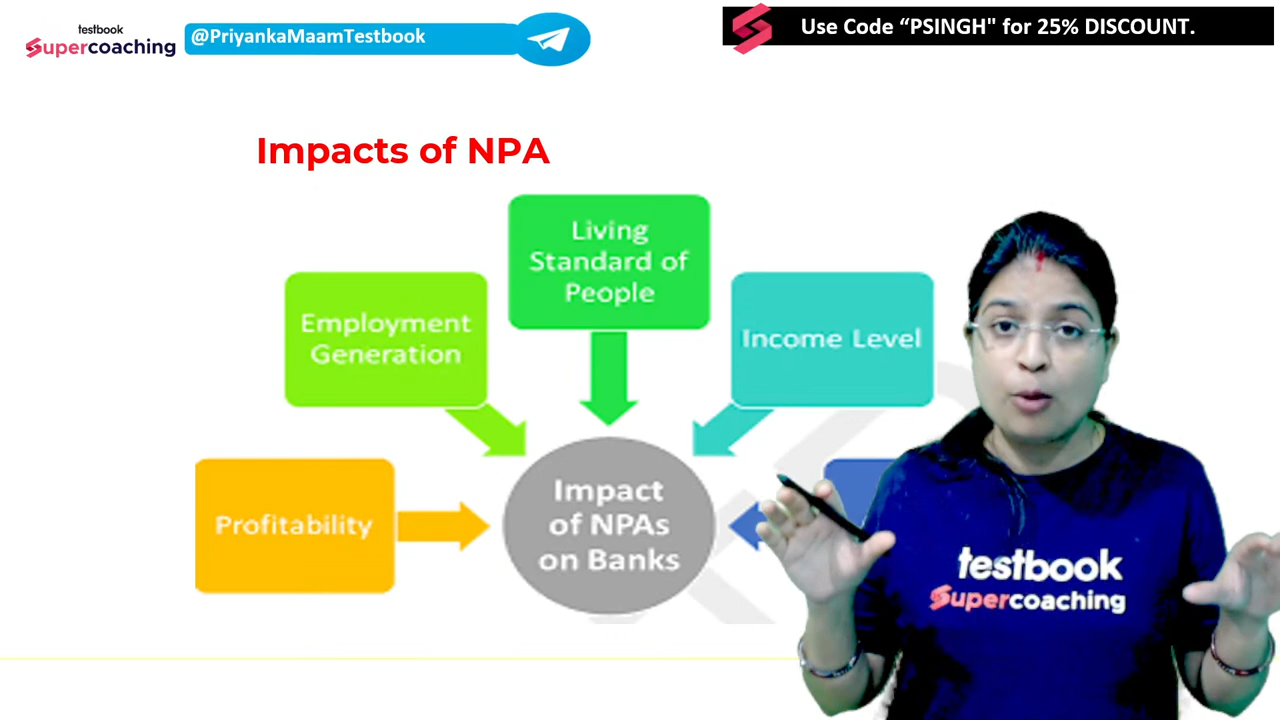 testbook
Supercoaching
@PriyankaMaamTestbook
Use Code “PSINGH" for 25% DISCOUNT.
Impacts of NPA
Living
Standard of
People
Employment
Generation
Income Level
Profitability
Impact
of NPAs
on Banks
testbook
Supercoaching